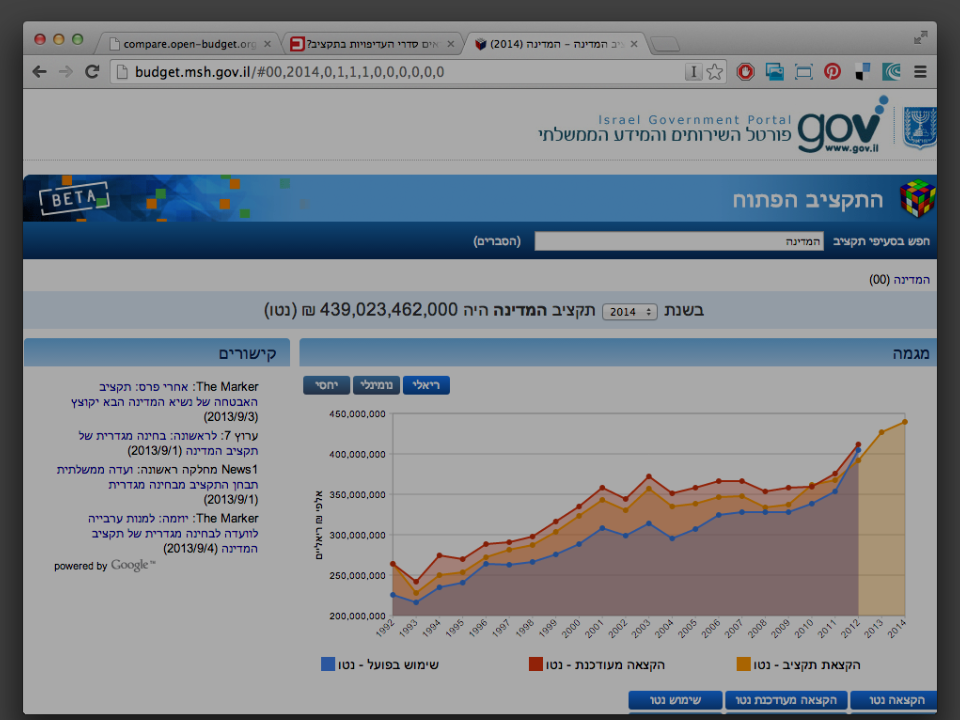 compare.open-budget.org
אים סדרי העדיפויות בתקציב?
המדינה - המדינה (2014)
budget.msh.gov.il/#00,2014,0,1,1,1,0,0,0,0,0,0
Israel Government Portal
פורטל השירותים והמידע הממשלתי
gov
www.gov.il
BETA
התקציב הפתוח
חפש בסעיפי תקציב
המדינה
(הסברים)
המדינה (00)
בשנת 2014 תקציב המדינה היה 439,023,462,000 ₪ (נטו)
מגמה
ריאלי נומינלי יחסי
450,000,000
400,000,000
350,000,000
300,000,000
250,000,000
200,000,000
אלפי ₪ ריאליים
1992 1993 1994 1995 1996 1997 1998 1999 2000 2001 2002 2003 2004 2005 2006 2007 2008 2009 2010 2011 2012 2013 2014
הקצאת תקציב - נטו
הקצאה מעודכנת - נטו
שימוש בפועל - נטו
הקצאה נטו
הקצאה מעודכנת נטו
שימוש נטו
קישורים
The Marker: אחרי פרס: תקציב
האבטחה של נשיא המדינה הבא יקוצץ
(2013/9/3)
ערוץ 7: לראשונה: בחינה מגדרית של
תקציב המדינה (2013/9/1)
News1 מחלקה ראשונה: ועדה ממשלתית
תבחן התקציב מבחינה מגדרית
(2013/9/1)
The Marker: יוזמה: למנות ערבייה
לוועדה לבחינה מגדרית של תקציב
המדינה (2013/9/4)
powered by Google™